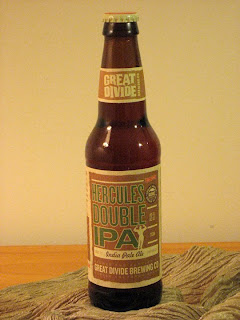 GREAT
DIVIDE
HERCULES
DOUBLE
IPA
India Pale Ale
GREAT DIVIDE BREWING CO.